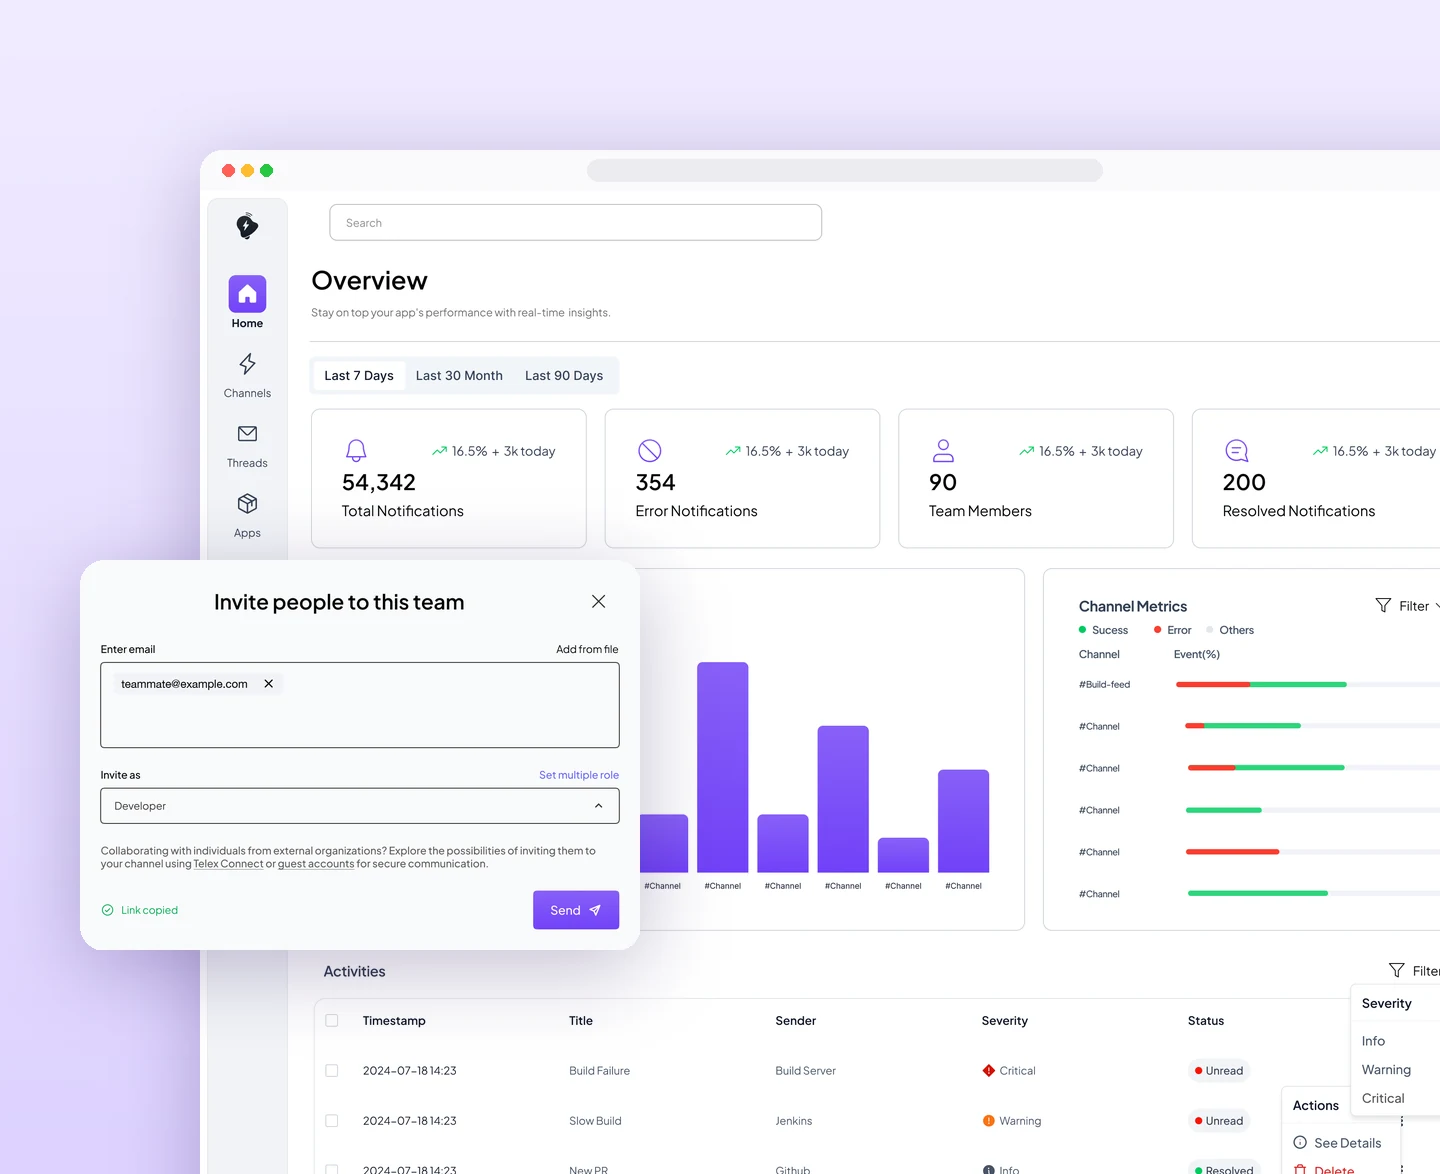 Search
Overview
Stay on top your app's performance with real-time insights.
Home
Channels
Threads
Apps
Last 7 Days Last 30 Month Last 90 Days
16.5% + 3k today
54,342
Total Notifications
16.5% + 3k today
354
Error Notifications
16.5% + 3k today
90
Team Members
16.5% + 3k today
200
Resolved Notifications
Invite people to this team
Enter email Add from file
teammate@example.com
Invite as Set multiple role
Developer
Collaborating with individuals from external organizations? Explore the possibilities of inviting them to
your channel using Telex Connect or guest accounts for secure communication.
Link copied
Send
#Channel #Channel #Channel #Channel #Channel #Channel
Channel Metrics
Filter
Sucess Error Others
Channel Event(%)
#Build-feed
#Channel
#Channel
#Channel
#Channel
#Channel
Activities
Filter
Timestamp Title Sender Severity Status
2024-07-18 14:23 Build Failure Build Server Critical Unread
2024-07-18 14:23 Slow Build Jenkins Warning Unread
2024-07-18 14:23 New PR Github Info Resolved
Severity
Info
Warning
Critical
Actions
See Details
Delete